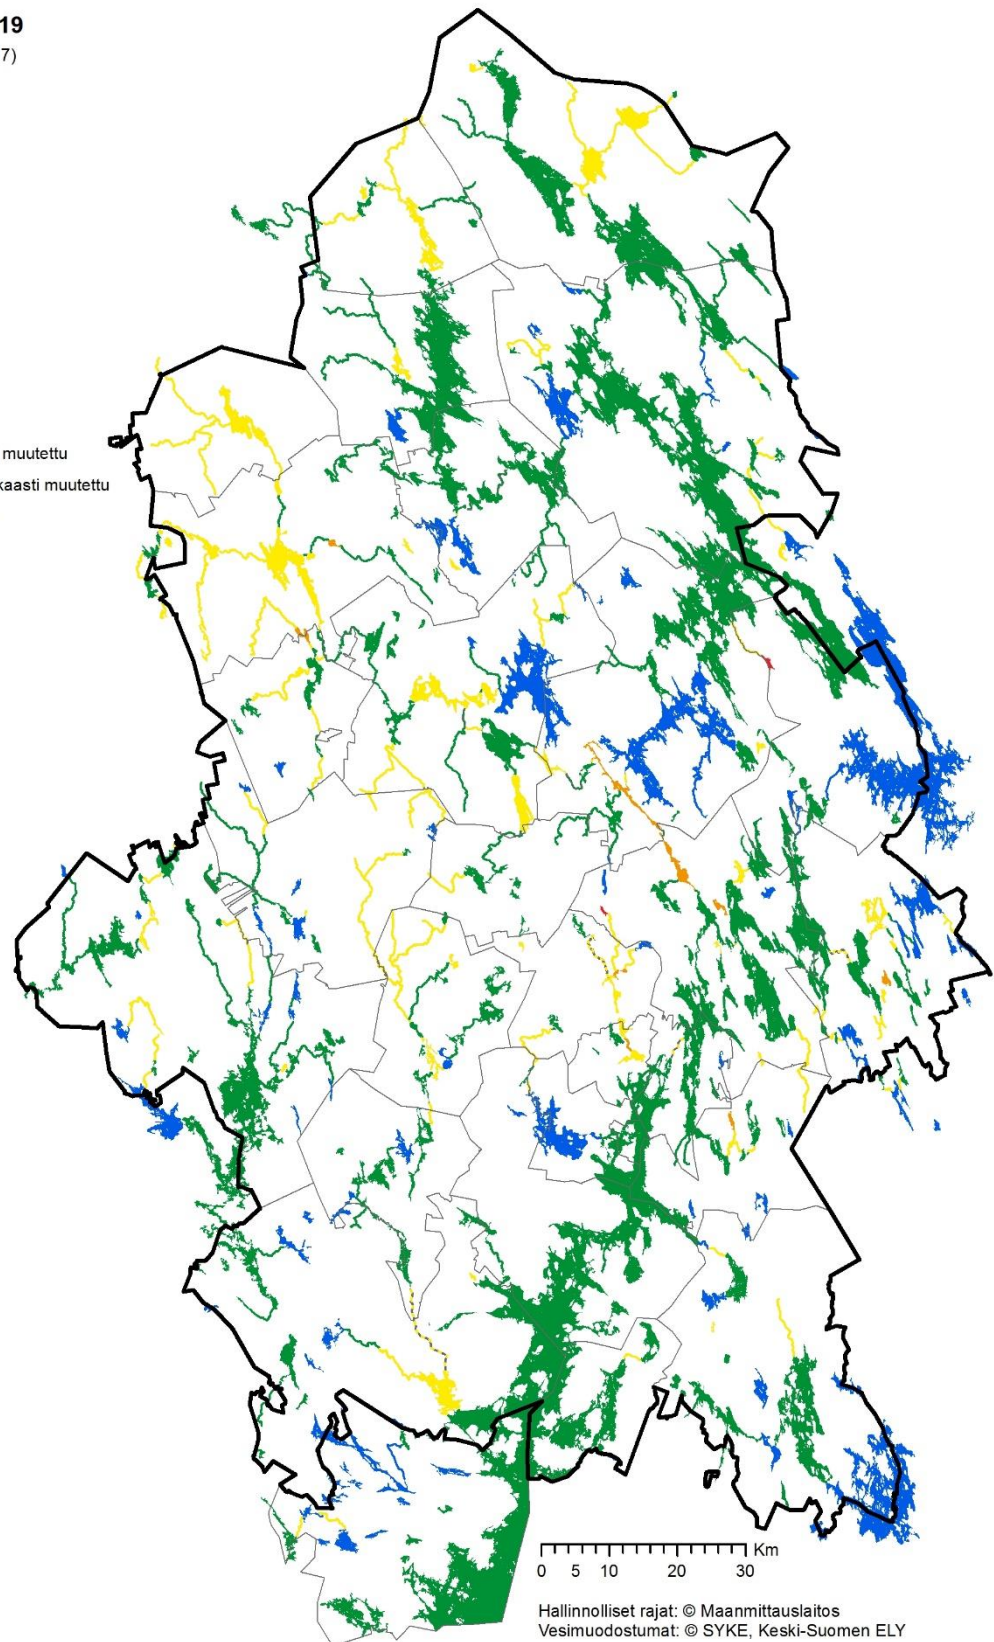 19
7)
muutettu
kaasti muutettu
Km
0 5 10 20 30
Hallinnolliset rajat: © Maanmittauslaitos
Vesimuodostumat: © SYKE, Keski-Suomen ELY